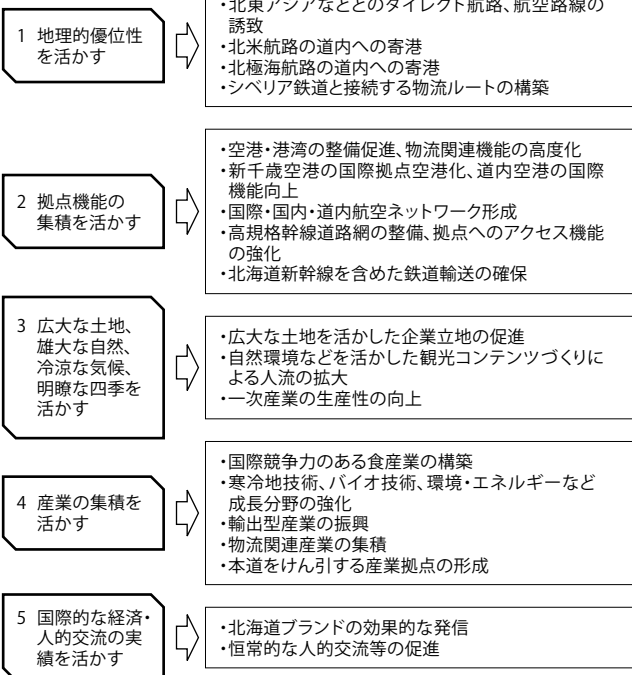 1 地理的優位性
を活かす
・北東アジアなどとのダイレクト航路、航空路線の
誘致
・北米航路の道内への寄港
・北極海航路の道内への寄港
・シベリア鉄道と接続する物流ルートの構築
2 拠点機能の
集積を活かす
・空港・港湾の整備促進、物流関連機能の高度化
・新千歳空港の国際拠点空港化、道内空港の国際
機能向上
・国際・国内・道内航空ネットワーク形成
・高規格幹線道路網の整備、拠点へのアクセス機能
の強化
・北海道新幹線を含めた鉄道輸送の確保
3 広大な土地、
雄大な自然、
冷涼な気候、
明瞭な四季を
活かす
・広大な土地を活かした企業立地の促進
・自然環境などを活かした観光コンテンツづくりに
よる人流の拡大
・一次産業の生産性の向上
4 産業の集積を
活かす
・国際競争力のある食産業の構築
・寒冷地技術、バイオ技術、環境・エネルギーなど
成長分野の強化
・輸出型産業の振興
・物流関連産業の集積
・本道をけん引する産業拠点の形成
5 国際的な経済・
人的交流の実
績を活かす
・北海道ブランドの効果的な発信
・恒常的な人的交流等の促進